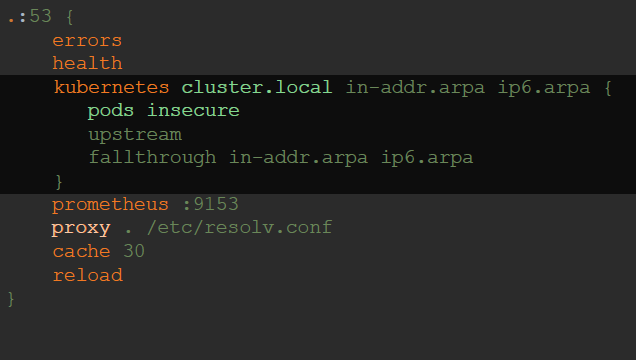 .:53 {
    errors
    health
    kubernetes cluster.local in-addr.arpa ip6.arpa {
       pods insecure
       upstream
       fallthrough in-addr.arpa ip6.arpa
    }
    prometheus :9153
    proxy . /etc/resolv.conf
    cache 30
    reload
}